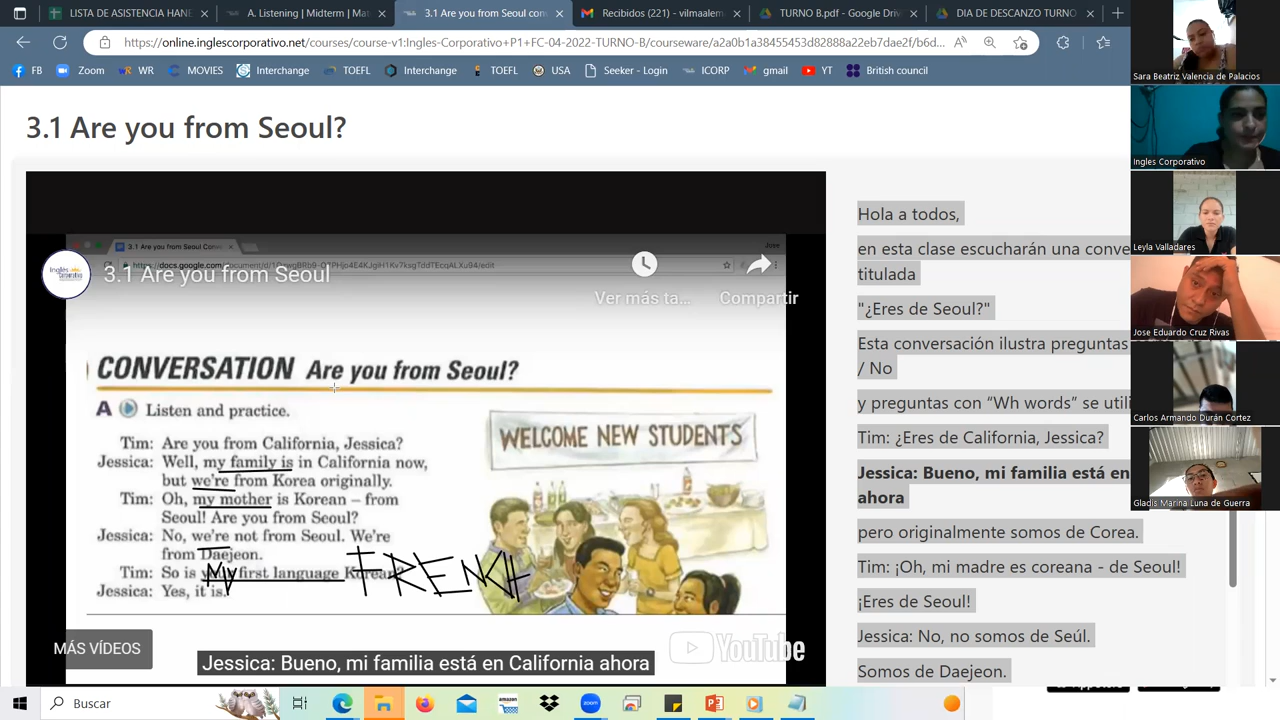 LISTA DE ASISTENCIA HANE
A. Listening | Midterm | Mat
3.1 Are you from Seoul con
Recibidos (221) - vilmaalem
TURNO B.pdf - Google Dri
DIA DE DESCANZO TURNO
https://online.inglescorporativo.net/courses/course-v1:Ingles-Corporativo+P1+FC-04-2022-TURNO-B/courseware/a2a0b1a38455453d82888a22eb7dae2f/b6d...
FB
Zoom
WR
MOVIES
Interchange
TOEFL
Interchange
TOEFL
USA
Seeker - Login
ICORP
gmail
YT
British council
3.1 Are you from Seoul?
3.1 Are you from Seoul
Ver más ta...
Compartir
CONVERSATION Are you from Seoul?
A Listen and practice.
Tim: Are you from California, Jessica?
Jessica: Well, my family is in California now,
but we're from Korea originally.
Tim: Oh, my mother is Korean – from
Seoul! Are you from Seoul?
Jessica: No, we're not from Seoul. We're
from Daejeon.
Tim: So is My first language Korean?
FRENCH
Jessica: Yes, it is.
WELCOME NEW STUDENTS
MÁS VÍDEOS
YouTube
Jessica: Bueno, mi familia está en California ahora
Hola a todos,
en esta clase escucharán una conve
titulada
"¿Eres de Seoul?"
Esta conversación ilustra preguntas
/ No
y preguntas con “Wh words” se utili
Tim: ¿Eres de California, Jessica?
Jessica: Bueno, mi familia está en
ahora
pero originalmente somos de Corea.
Tim: ¡Oh, mi madre es coreana - de Seoul!
¡Eres de Seoul!
Jessica: No, no somos de Seúl.
Somos de Daejeon.
Sara Beatriz Valencia de Palacios
Ingles Corporativo
Leyla Valladares
Jose Eduardo Cruz Rivas
Carlos Armando Durán Cortez
Gladis Marina Luna de Guerra
Buscar